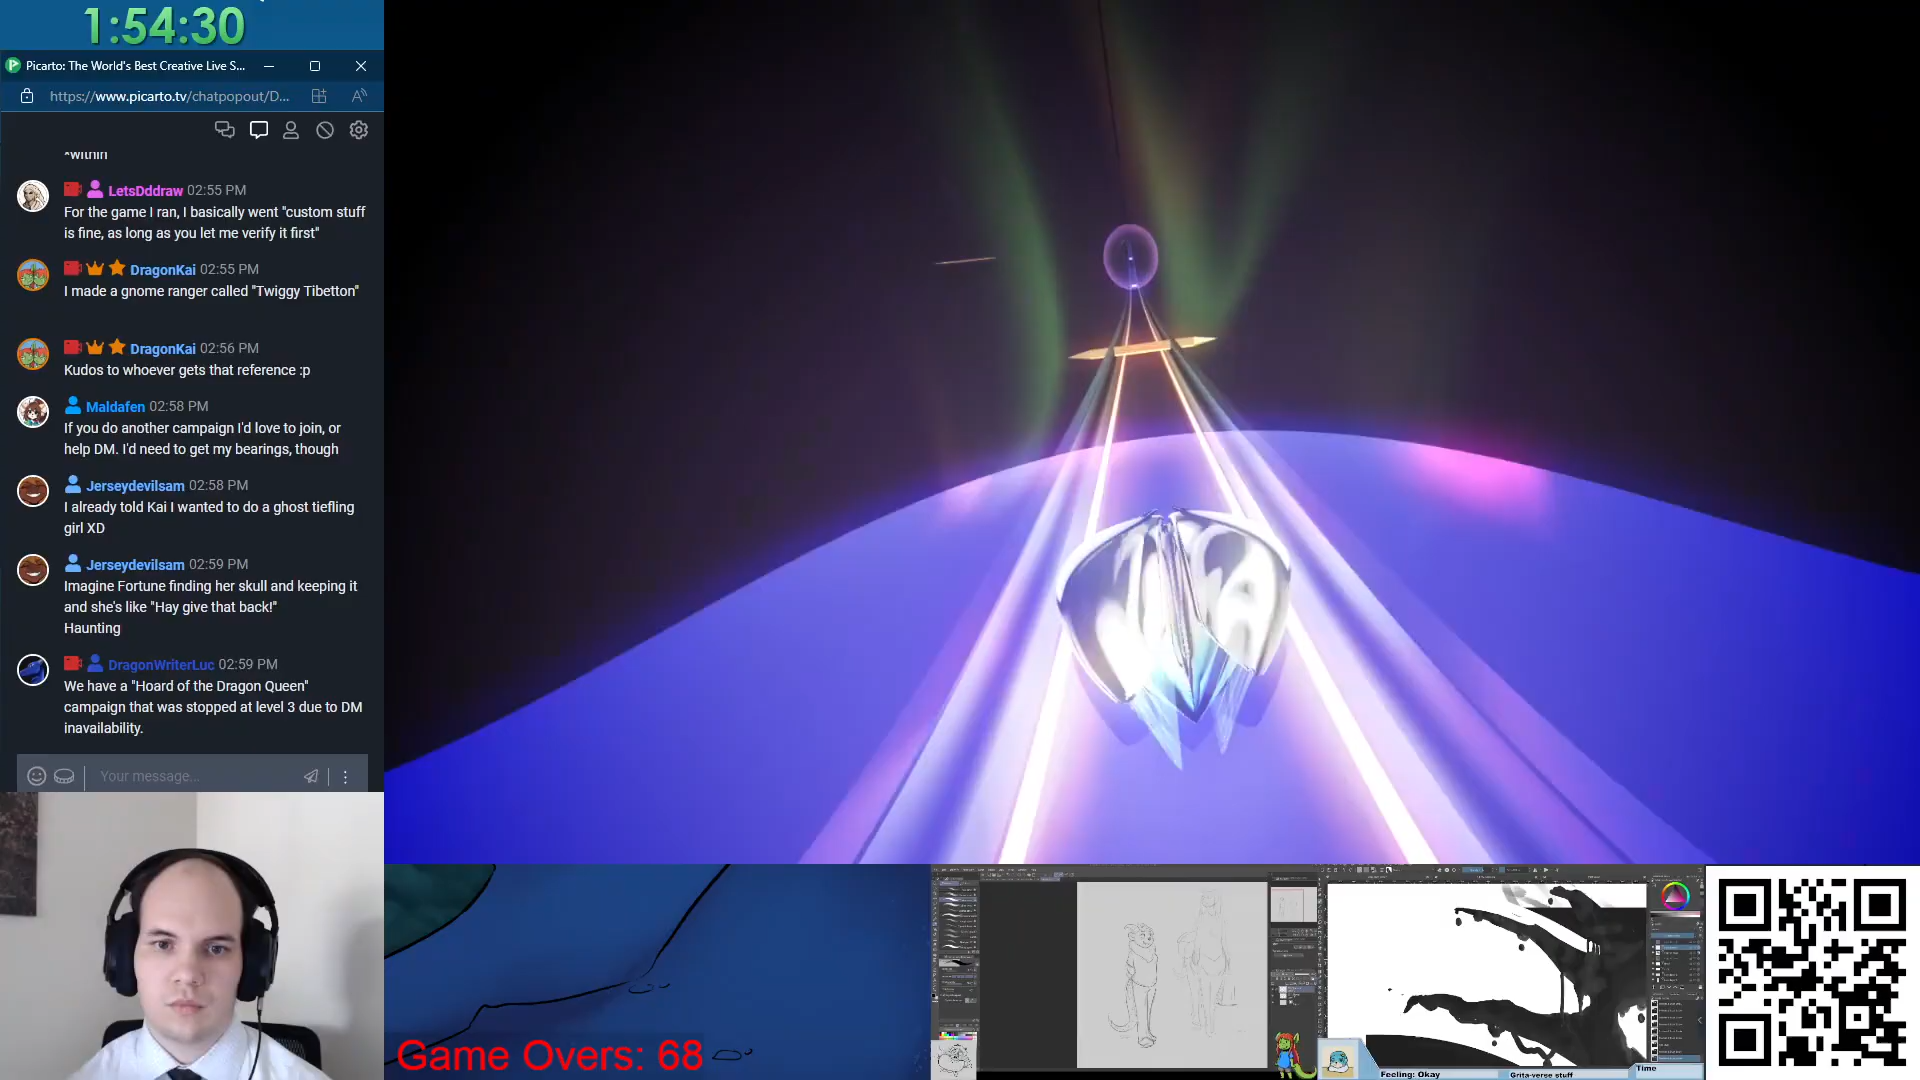 1:54:30
Picarto: The World's Best Creative Live S...
https://www.picarto.tv/chatpopout/D...
*within
LetsDddraw 02:55 PM
For the game I ran, I basically went "custom stuff
is fine, as long as you let me verify it first"
DragonKai 02:55 PM
I made a gnome ranger called "Twiggy Tibetton"
DragonKai 02:56 PM
Kudos to whoever gets that reference :p
Maldafen 02:58 PM
If you do another campaign I'd love to join, or
help DM. I'd need to get my bearings, though
Jerseydevilsam 02:58 PM
I already told Kai I wanted to do a ghost tiefling
girl XD
Jerseydevilsam 02:59 PM
Imagine Fortune finding her skull and keeping it
and she's like "Hay give that back!"
Haunting
DragonWriterLuc 02:59 PM
We have a "Hoard of the Dragon Queen"
campaign that was stopped at level 3 due to DM
inavailability.
Your message...
Game Overs: 68
Feeling: Okay
Grita-verse stuff
Time